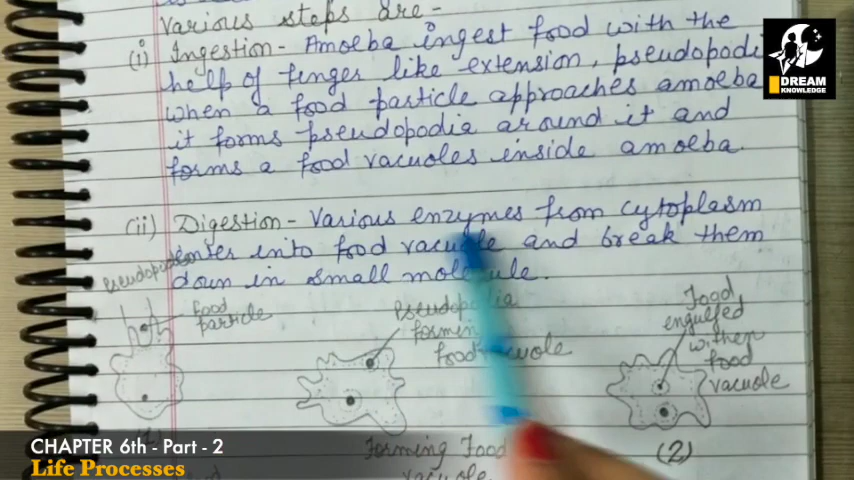 Various steps are -
(i) Ingestion - Amoeba ingest food with the
help of finger like extension, pseudopodi
when a food particle approaches amoeba
it forms pseudopodia around it and
forms a food vacuoles inside amoeba.
(ii) Digestion - Various enzymes from cytoplasm
enter into food vacuole and break them
down in small molecule.
pseudopodia
food
particle
Pseudopodia
forming
food vacuole
Food
engulfed
within
food
vacuole
Forming Food
vacuole.
(2)
DREAM
KNOWLEDGE
CHAPTER 6th - Part - 2
Life Processes